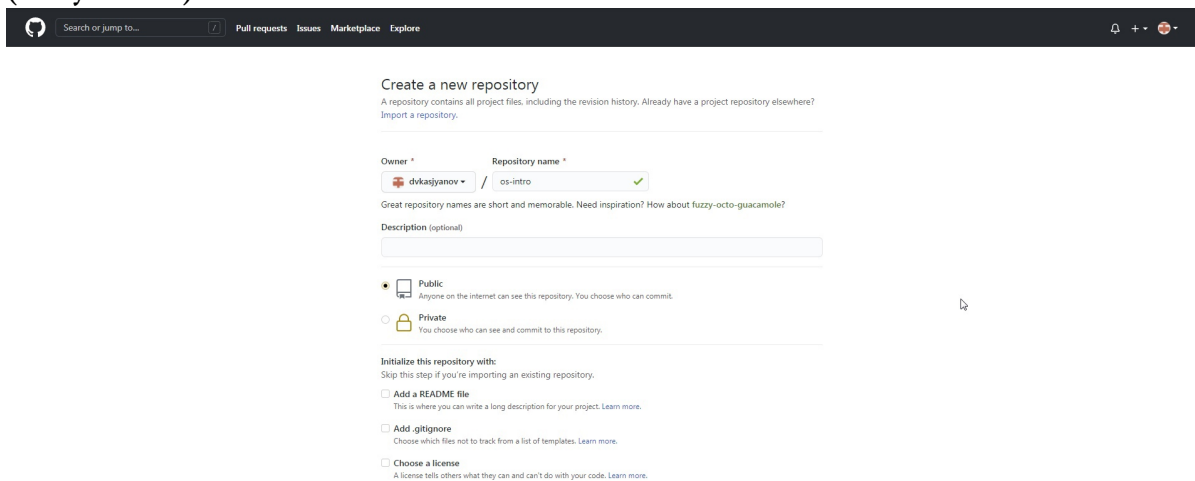 Search or jump to... /
Pull requests Issues Marketplace Explore
Create a new repository
A repository contains all project files, including the revision history. Already have a project repository elsewhere?
Import a repository.
Owner * Repository name *
dvkasjyanov / os-intro
Great repository names are short and memorable. Need inspiration? How about fuzzy-octo-guacamole?
Description (optional)
Public
Anyone on the internet can see this repository. You choose who can commit.
Private
You choose who can see and commit to this repository.
Initialize this repository with:
Skip this step if you're importing an existing repository.
Add a README file
This is where you can write a long description for your project. Learn more.
Add .gitignore
Choose which files not to track from a list of templates. Learn more.
Choose a license
A license tells others what they can and can't do with your code. Learn more.